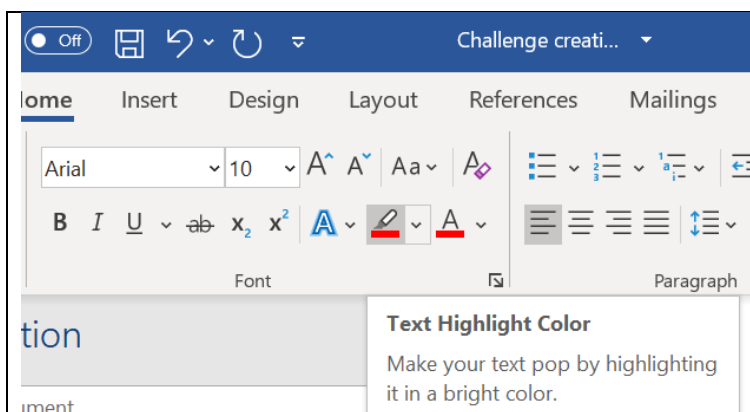 Off Challenge creati...
Home Insert Design Layout References Mailings
Arial 10 A A Aa A
B I U ab x2 x2 A A
Font Paragraph
tion
Text Highlight Color
Make your text pop by highlighting
it in a bright color.
ument